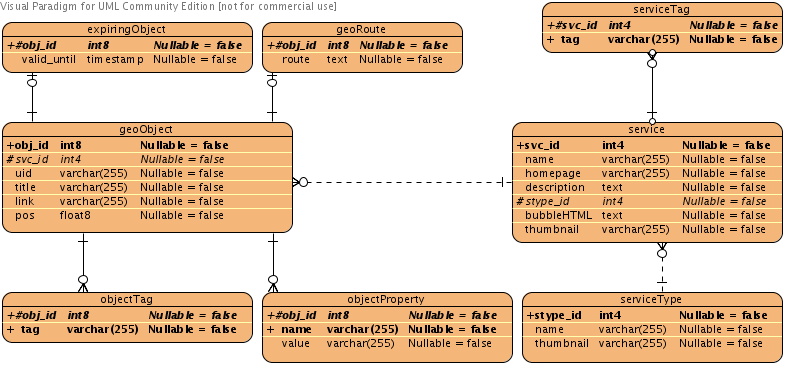 Visual Paradigm for UML Community Edition [not for commercial use]
expiringObject
+#obj_id int8 Nullable = false
valid_until timestamp Nullable = false
geoRoute
+#obj_id int8 Nullable = false
route text Nullable = false
serviceTag
+#svc_id int4 Nullable = false
+ tag varchar(255) Nullable = false
geoObject
+obj_id int8 Nullable = false
#svc_id int4 Nullable = false
uid varchar(255) Nullable = false
title varchar(255) Nullable = false
link varchar(255) Nullable = false
pos float8 Nullable = false
service
+svc_id int4 Nullable = false
name varchar(255) Nullable = false
homepage varchar(255) Nullable = false
description text Nullable = false
#stype_id int4 Nullable = false
bubbleHTML text Nullable = false
thumbnail varchar(255) Nullable = false
objectTag
+#obj_id int8 Nullable = false
+ tag varchar(255) Nullable = false
objectProperty
+#obj_id int8 Nullable = false
+ name varchar(255) Nullable = false
value varchar(255) Nullable = false
serviceType
+stype_id int4 Nullable = false
name varchar(255) Nullable = false
thumbnail varchar(255) Nullable = false